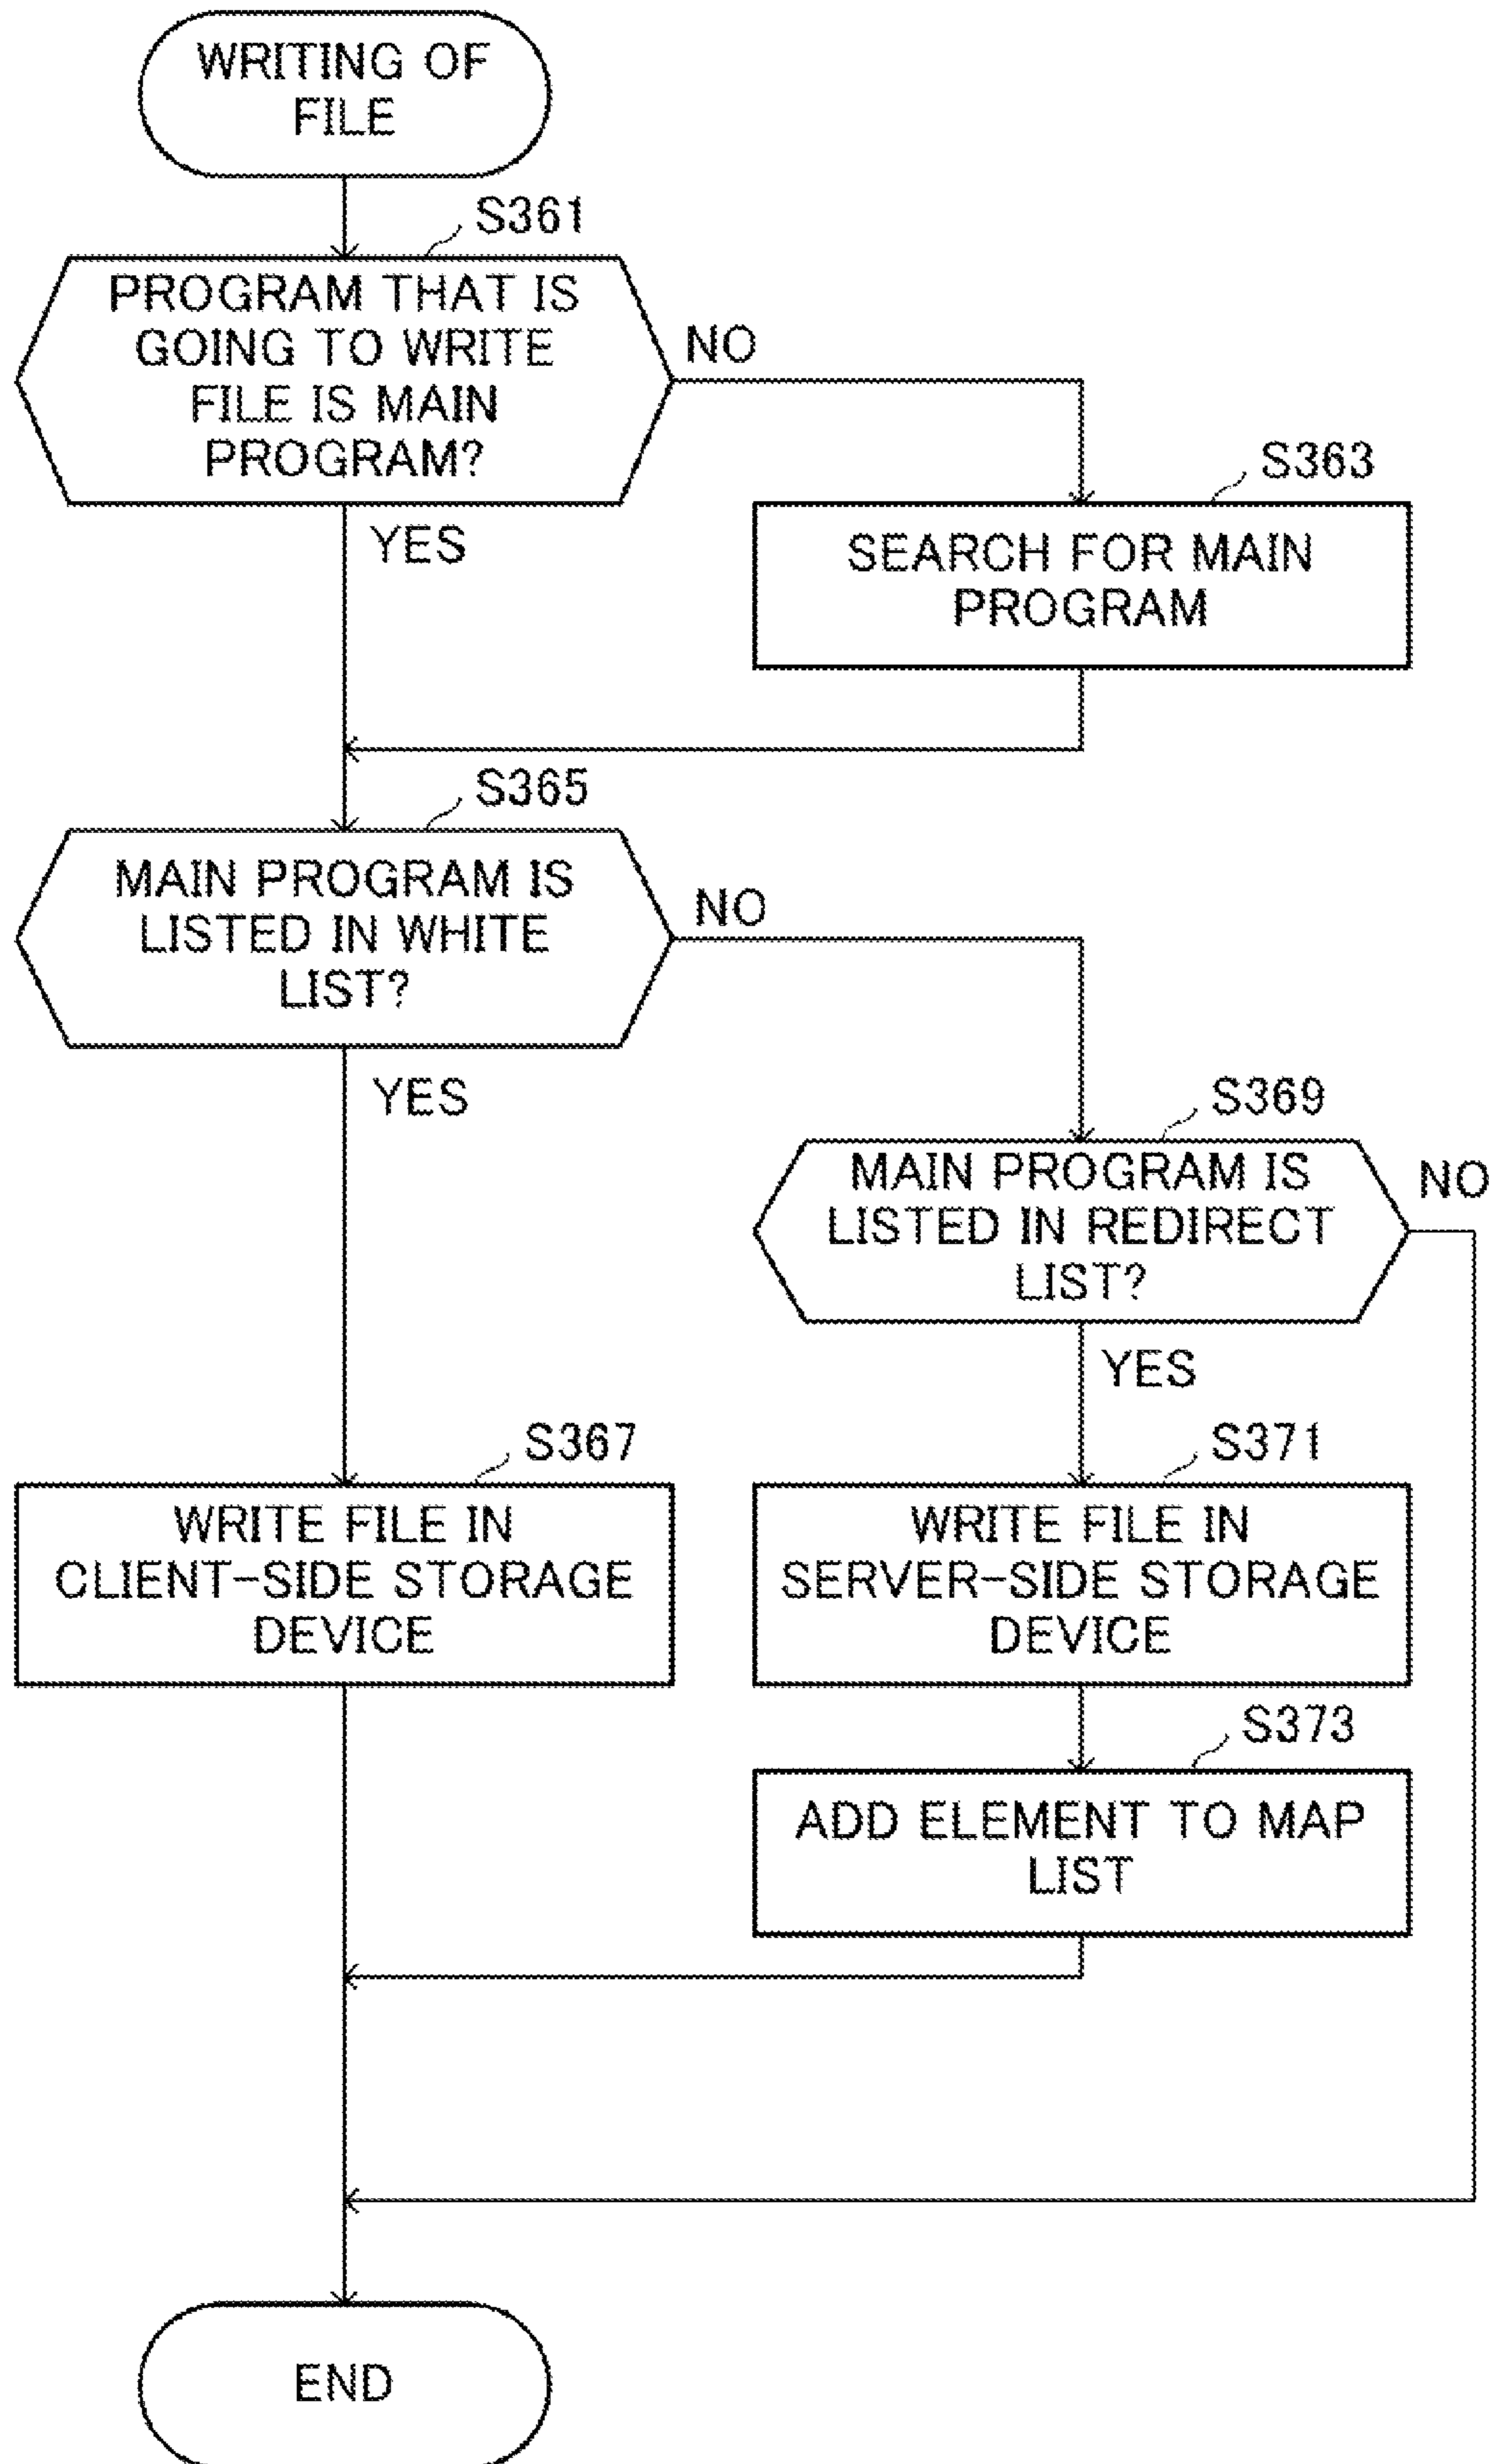 WRITING OF
FILE
S361
PROGRAM THAT IS
GOING TO WRITE
FILE IS MAIN
PROGRAM?
NO
YES
S363
SEARCH FOR MAIN
PROGRAM
S365
MAIN PROGRAM IS
LISTED IN WHITE
LIST?
NO
YES
S369
MAIN PROGRAM IS
LISTED IN REDIRECT
LIST?
NO
YES
S367
WRITE FILE IN
CLIENT-SIDE STORAGE
DEVICE
S371
WRITE FILE IN
SERVER-SIDE STORAGE
DEVICE
S373
ADD ELEMENT TO MAP
LIST
END